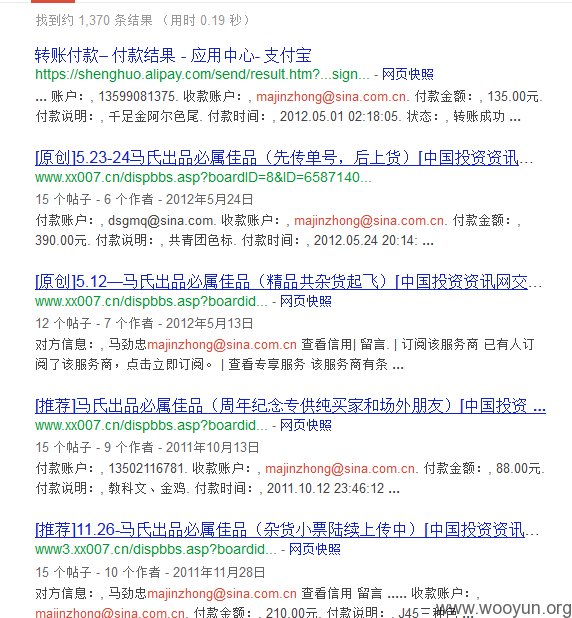 找到约 1,370 条结果 （用时 0.19 秒）
转账付款– 付款结果 - 应用中心- 支付宝
https://shenghuo.alipay.com/send/result.htm?...sign... - 网页快照
... 账户：, 13599081375. 收款账户：, majinzhong@sina.com.cn. 付款金额：, 135.00元.
付款说明：, 千足金阿尔色尾. 付款时间：, 2012.05.01 02:18:05. 状态：, 转账成功 ...
[原创]5.23-24马氏出品必属佳品（先传单号，后上货）[中国投资资讯...
www.xx007.cn/dispbbs.asp?boardID=8&ID=6587140...
15 个帖子 - 6 个作者 - 2012年5月24日
付款账户：, dsgmq@sina.com. 收款账户：, majinzhong@sina.com.cn. 付款金额：,
390.00元. 付款说明：, 共青团色标. 付款时间：, 2012.05.24 20:14: ...
[原创]5.12—马氏出品必属佳品（精品共杂货起飞）[中国投资资讯网交...
www.xx007.cn/dispbbs.asp?boardid... - 网页快照
12 个帖子 - 7 个作者 - 2012年5月13日
对方信息：, 马劲忠majinzhong@sina.com.cn 查看信用| 留言. | 订阅该服务商 已有人订
阅了该服务商，点击立即订阅。 | 查看专享服务 该服务商有条 ...
[推荐]马氏出品必属佳品（周年纪念专供纯买家和场外朋友）[中国投资 ...
www.xx007.cn/dispbbs.asp?boardid... - 网页快照
15 个帖子 - 9 个作者 - 2011年10月13日
付款账户：, 13502116781. 收款账户：, majinzhong@sina.com.cn. 付款金额：, 88.00元.
付款说明：, 教科文、金鸡. 付款时间：, 2011.10.12 23:46:12 ...
[推荐]11.26-马氏出品必属佳品（杂货小票陆续上传中）[中国投资资讯...
www3.xx007.cn/dispbbs.asp?boardid... - 网页快照
15 个帖子 - 10 个作者 - 2011年11月28日
对方信息：, 马劲忠majinzhong@sina.com.cn 查看信用 留言 ..... 收款账户：,
majinzhong@sina.com.cn. 付款金额：, 210.00元. 付款说明：, J45三种色 ...
www.wooyun.org